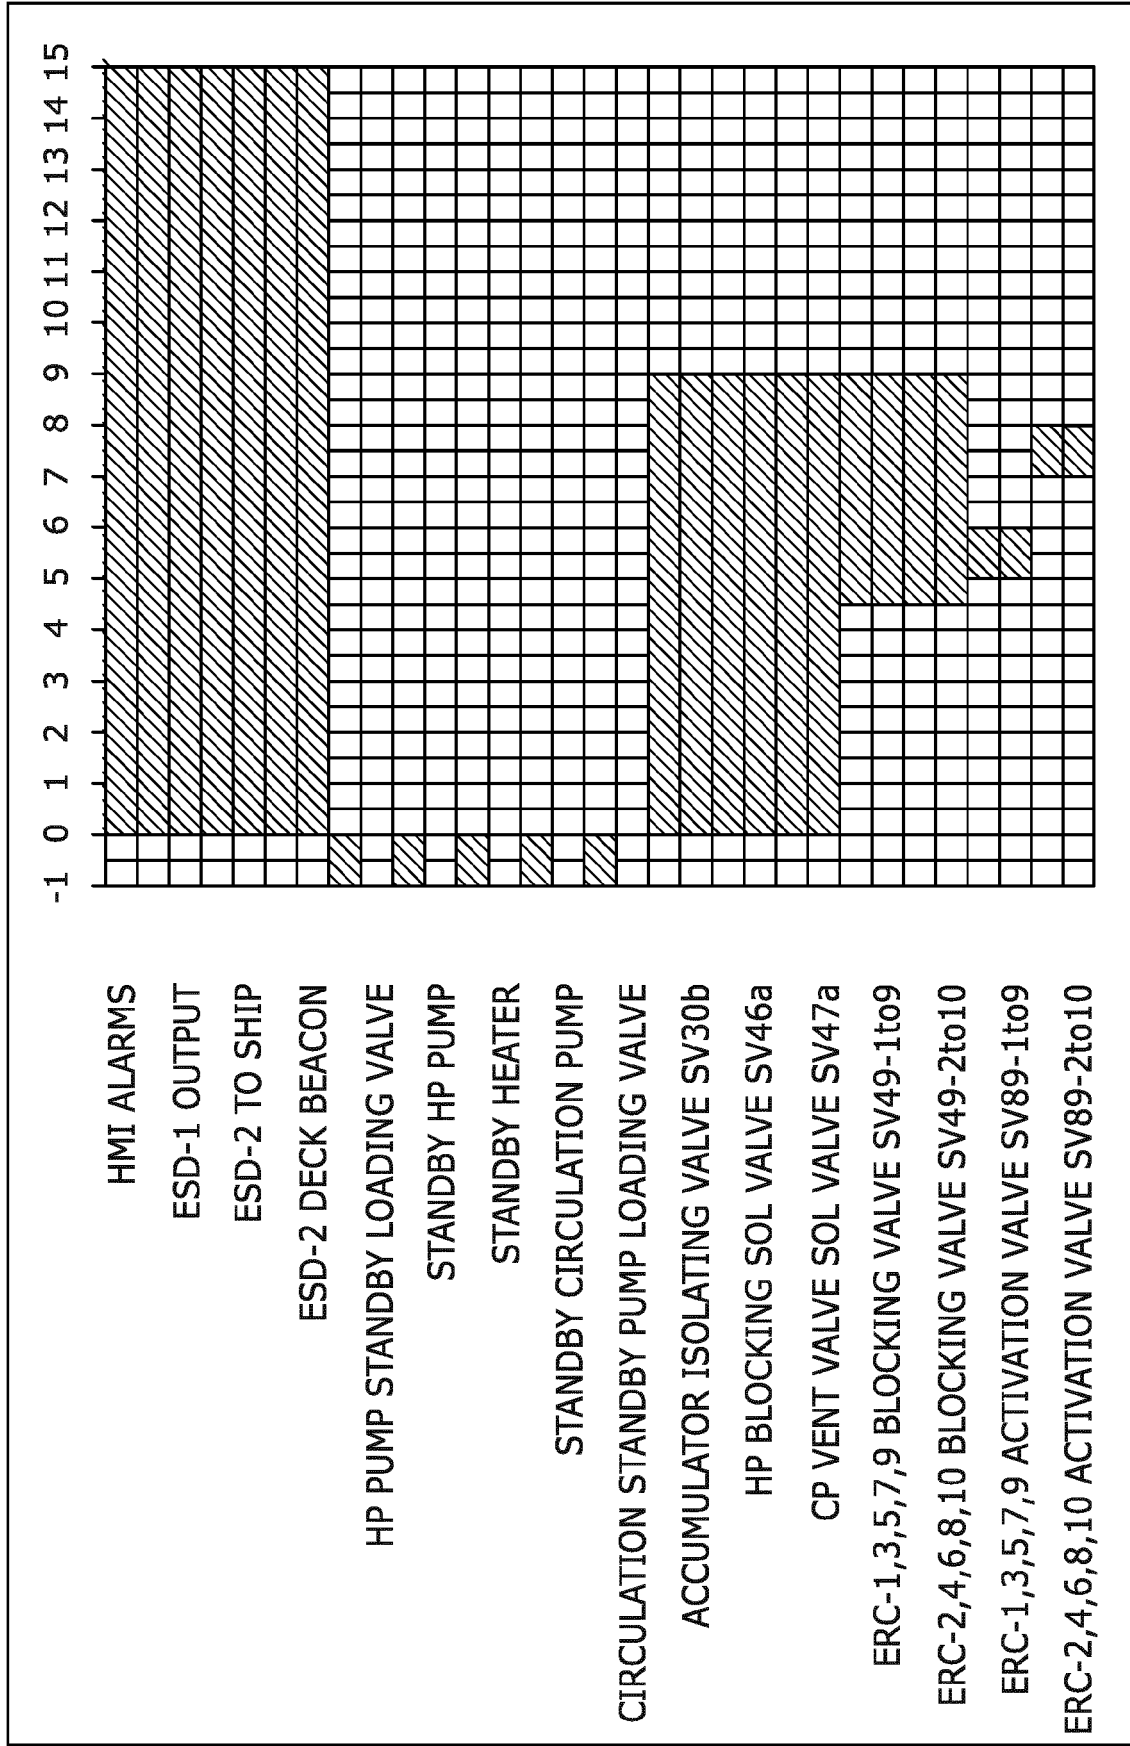 -1 0 1 2 3 4 5 6 7 8 9 10 11 12 13 14 15
HMI ALARMS
ESD-1 OUTPUT
ESD-2 TO SHIP
ESD-2 DECK BEACON
HP PUMP STANDBY LOADING VALVE
STANDBY HP PUMP
STANDBY HEATER
STANDBY CIRCULATION PUMP
CIRCULATION STANDBY PUMP LOADING VALVE
ACCUMULATOR ISOLATING VALVE SV30b
HP BLOCKING SOL VALVE SV46a
CP VENT VALVE SOL VALVE SV47a
ERC-1,3,5,7,9 BLOCKING VALVE SV49-1to9
ERC-2,4,6,8,10 BLOCKING VALVE SV49-2to10
ERC-1,3,5,7,9 ACTIVATION VALVE SV89-1to9
ERC-2,4,6,8,10 ACTIVATION VALVE SV89-2to10